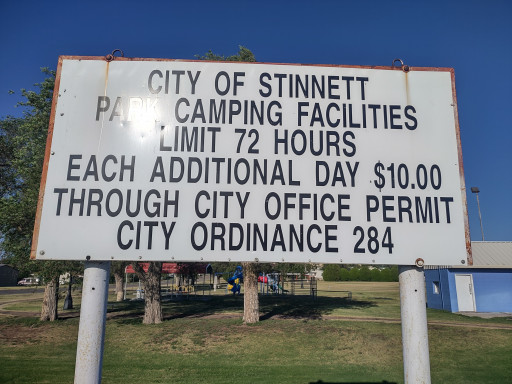 CITY OF STINNETT
PARK CAMPING FACILITIES
LIMIT 72 HOURS
EACH ADDITIONAL DAY $10.00
THROUGH CITY OFFICE PERMIT
CITY ORDINANCE 284